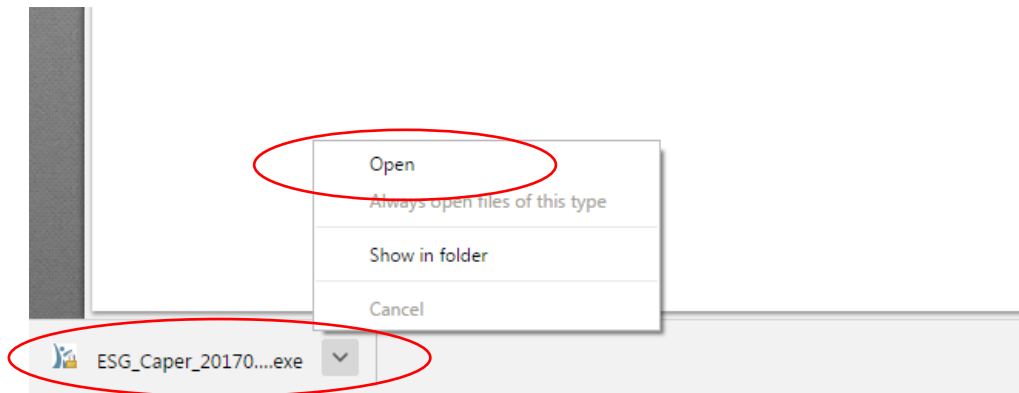 Open
Always open files of this type
Show in folder
Cancel
ESG_Caper_20170....exe